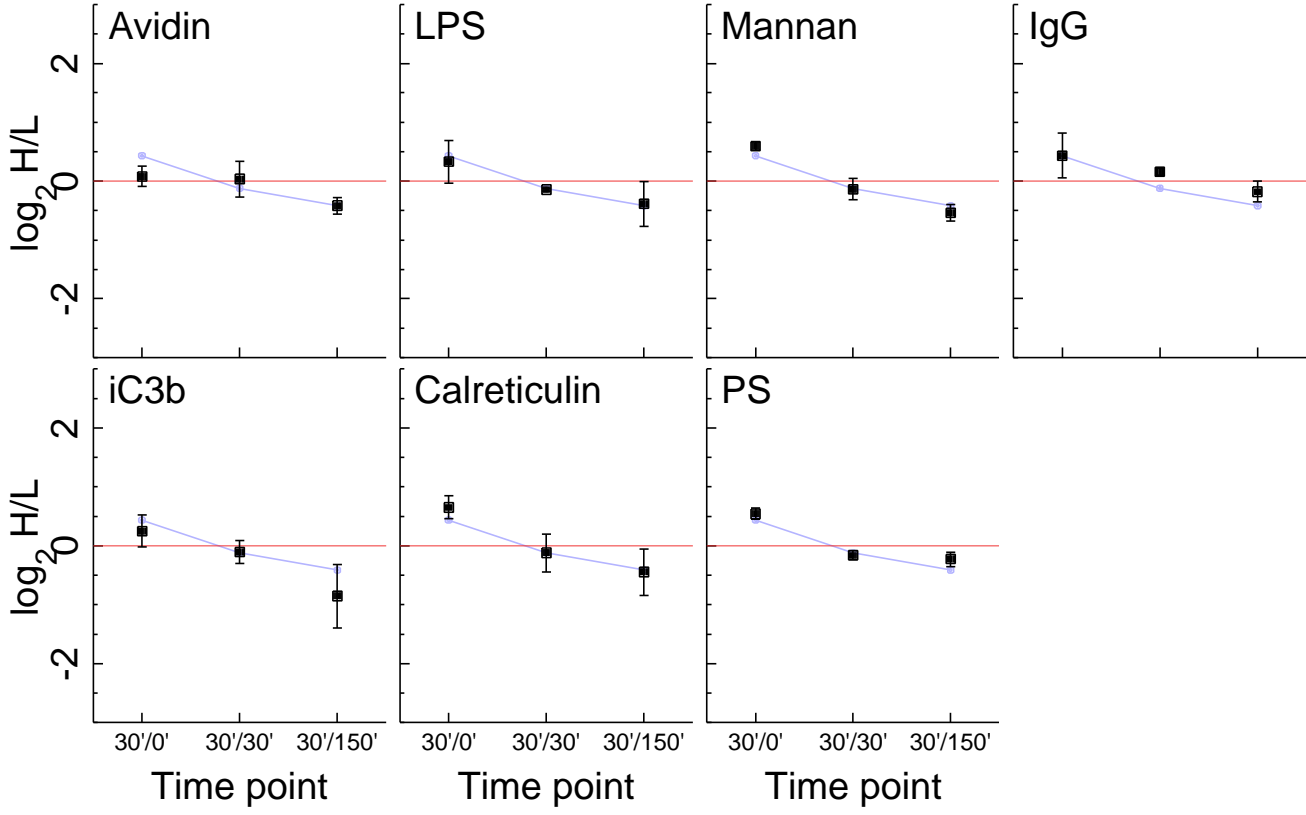 Avidin
LPS
Mannan
IgG
log2 H/L
2
0
-2
iC3b
Calreticulin
PS
log2 H/L
2
0
-2
30'/0' 30'/30' 30'/150'
30'/0' 30'/30' 30'/150'
30'/0' 30'/30' 30'/150'
Time point
Time point
Time point